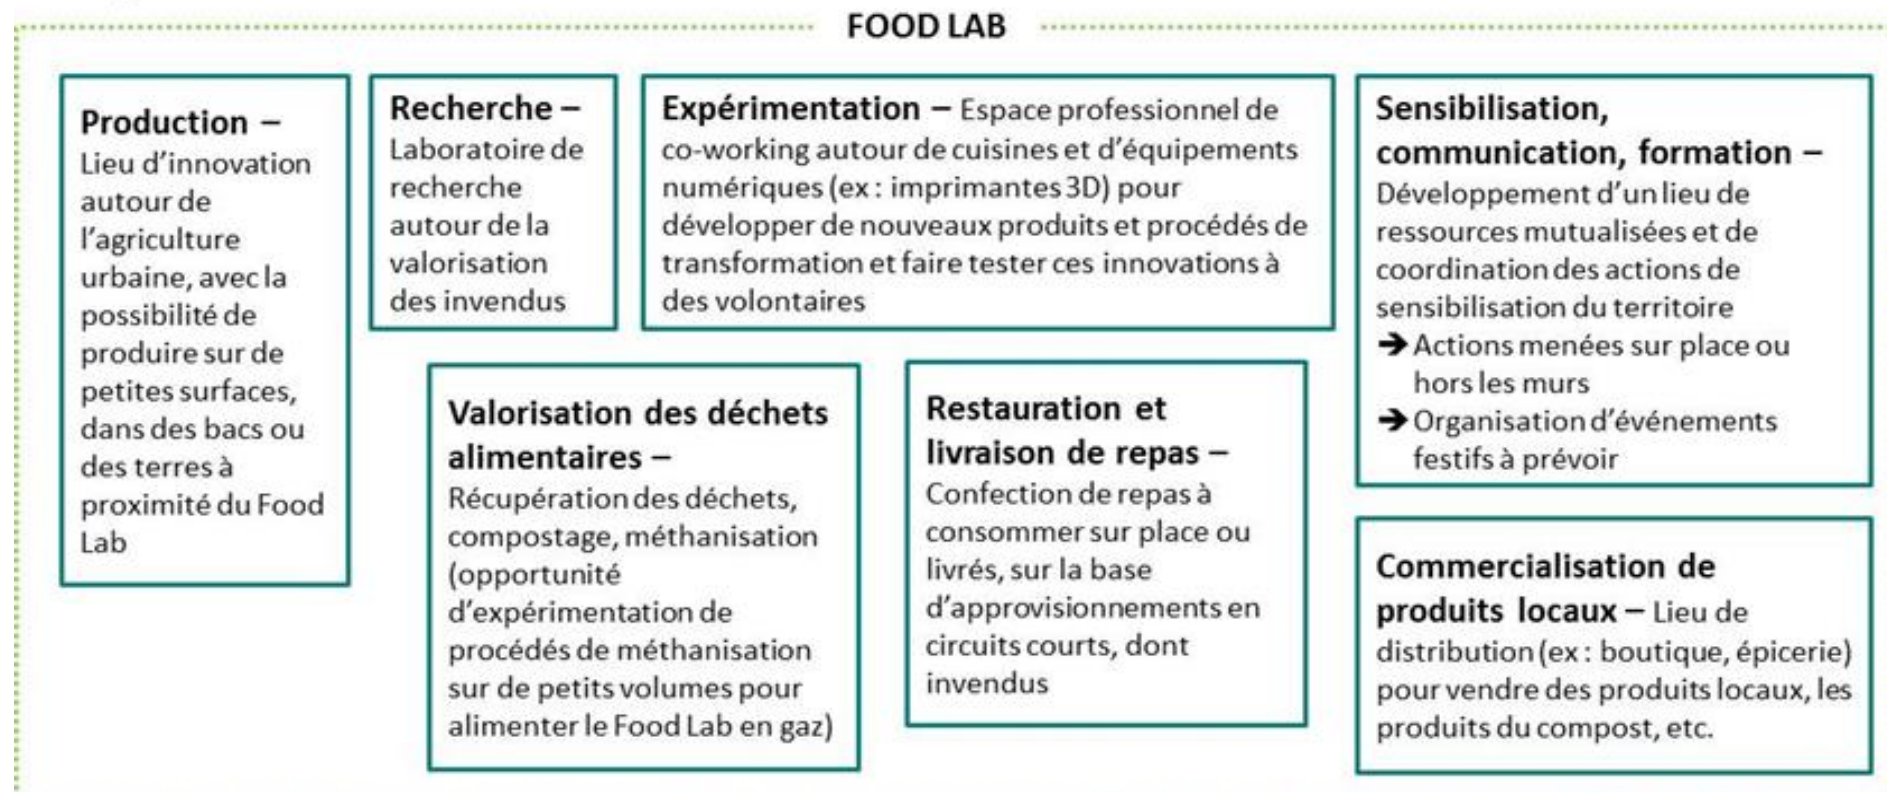 FOOD LAB
Production –
Lieu d’innovation
autour de
l’agriculture
urbaine, avec la
possibilité de
produire sur de
petites surfaces,
dans des bacs ou
des terres à
proximité du Food
Lab
Recherche –
Laboratoire de
recherche
autour de la
valorisation
des invendus
Expérimentation – Espace professionnel de
co-working autour de cuisines et d’équipements
numériques (ex : imprimantes 3D) pour
développer de nouveaux produits et procédés de
transformation et faire tester ces innovations à
des volontaires
Sensibilisation,
communication, formation –
Développement d’un lieu de
ressources mutualisées et de
coordination des actions de
sensibilisation du territoire
➔ Actions menées sur place ou
hors les murs
➔ Organisation d’événements
festifs à prévoir
Valorisation des déchets
alimentaires –
Récupération des déchets,
compostage, méthanisation
(opportunité
d’expérimentation de
procédés de méthanisation
sur de petits volumes pour
alimenter le Food Lab en gaz)
Restauration et
livraison de repas –
Confection de repas à
consommer sur place ou
livrés, sur la base
d’approvisionnements en
circuits courts, dont
invendus
Commercialisation de
produits locaux – Lieu de
distribution (ex : boutique, épicerie)
pour vendre des produits locaux, les
produits du compost, etc.